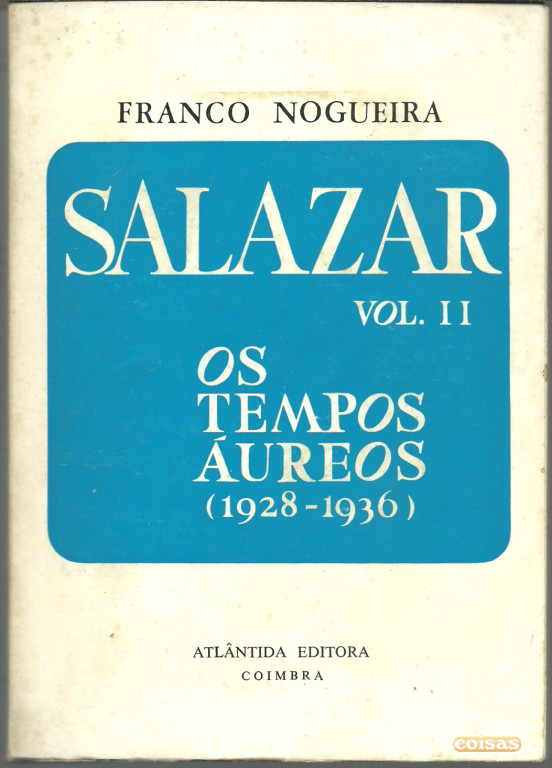 FRANCO NOGUEIRA
SALAZAR
VOL. II
OS
TEMPOS
ÁUREOS
(1928-1936)
ATLÂNTIDA EDITORA
COIMBRA
coisas